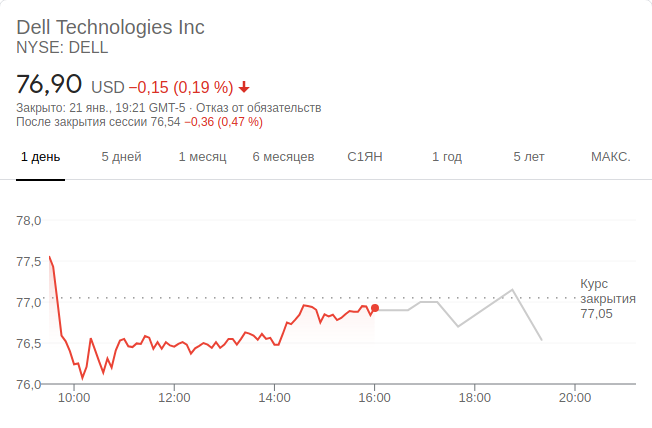 Dell Technologies Inc
NYSE: DELL
76,90 USD −0,15 (0,19 %)
Закрыто: 21 янв., 19:21 GMT-5 · Отказ от обязательств
После закрытия сессии 76,54 −0,36 (0,47 %)
1 день 5 дней 1 месяц 6 месяцев С1ЯН 1 год 5 лет МАКС.
78,0
77,5
77,0
76,5
76,0
Курс
закрытия
77,05
10:00 12:00 14:00 16:00 18:00 20:00